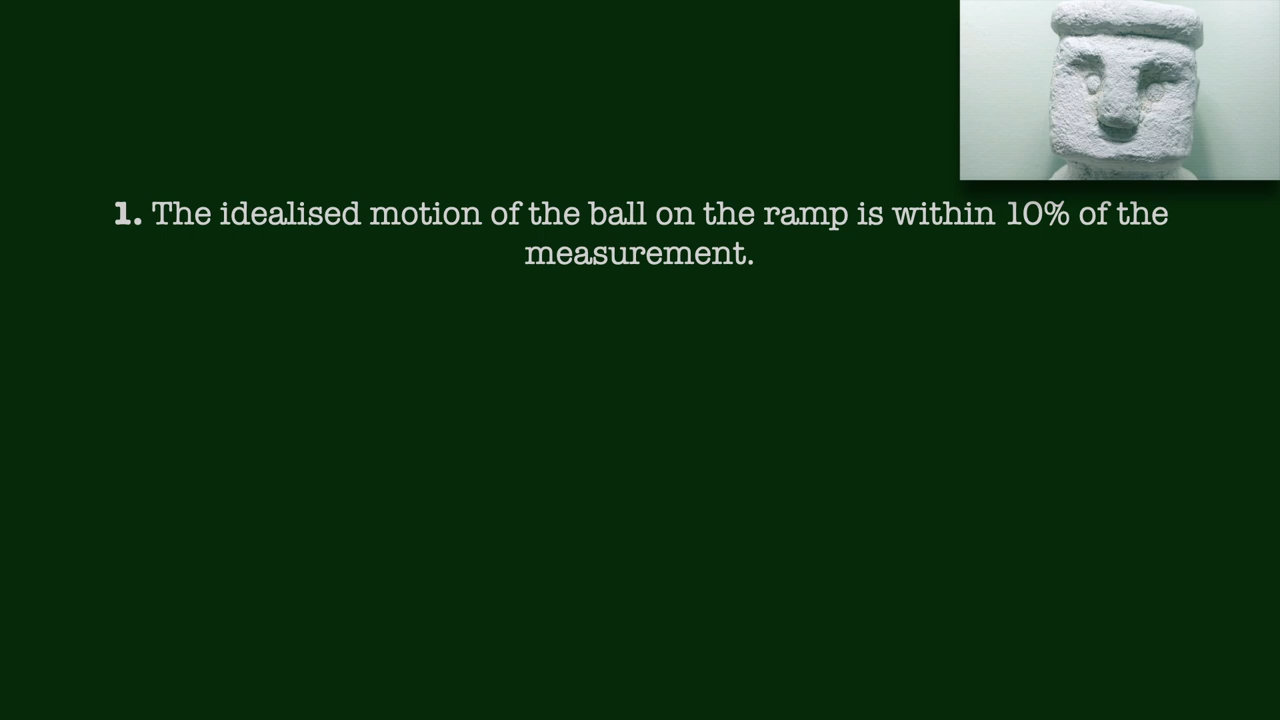 1. The idealised motion of the ball on the ramp is within 10% of the
measurement.